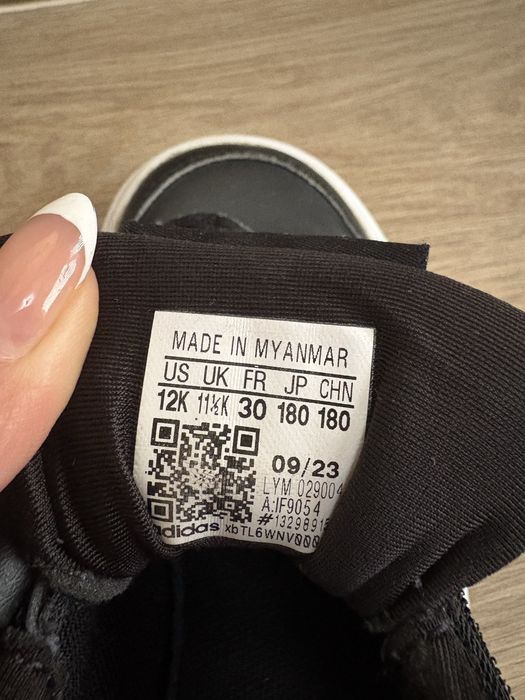 MADE IN MYANMAR
US UK FR JP CHN
12K 11½K 30 180 180
09/23
LYM 029004
A:IF9054
adidas